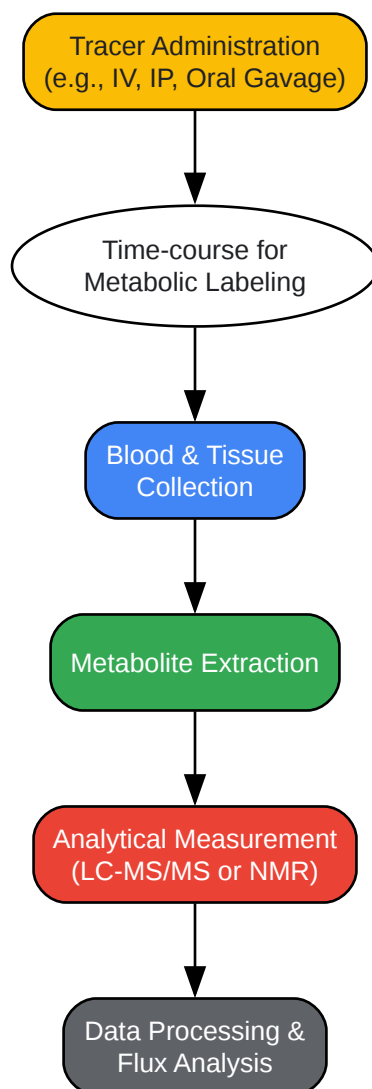 Tracer Administration
(e.g., IV, IP, Oral Gavage)
Time-course for
Metabolic Labeling
Blood & Tissue
Collection
Metabolite Extraction
Analytical Measurement
(LC-MS/MS or NMR)
Data Processing &
Flux Analysis